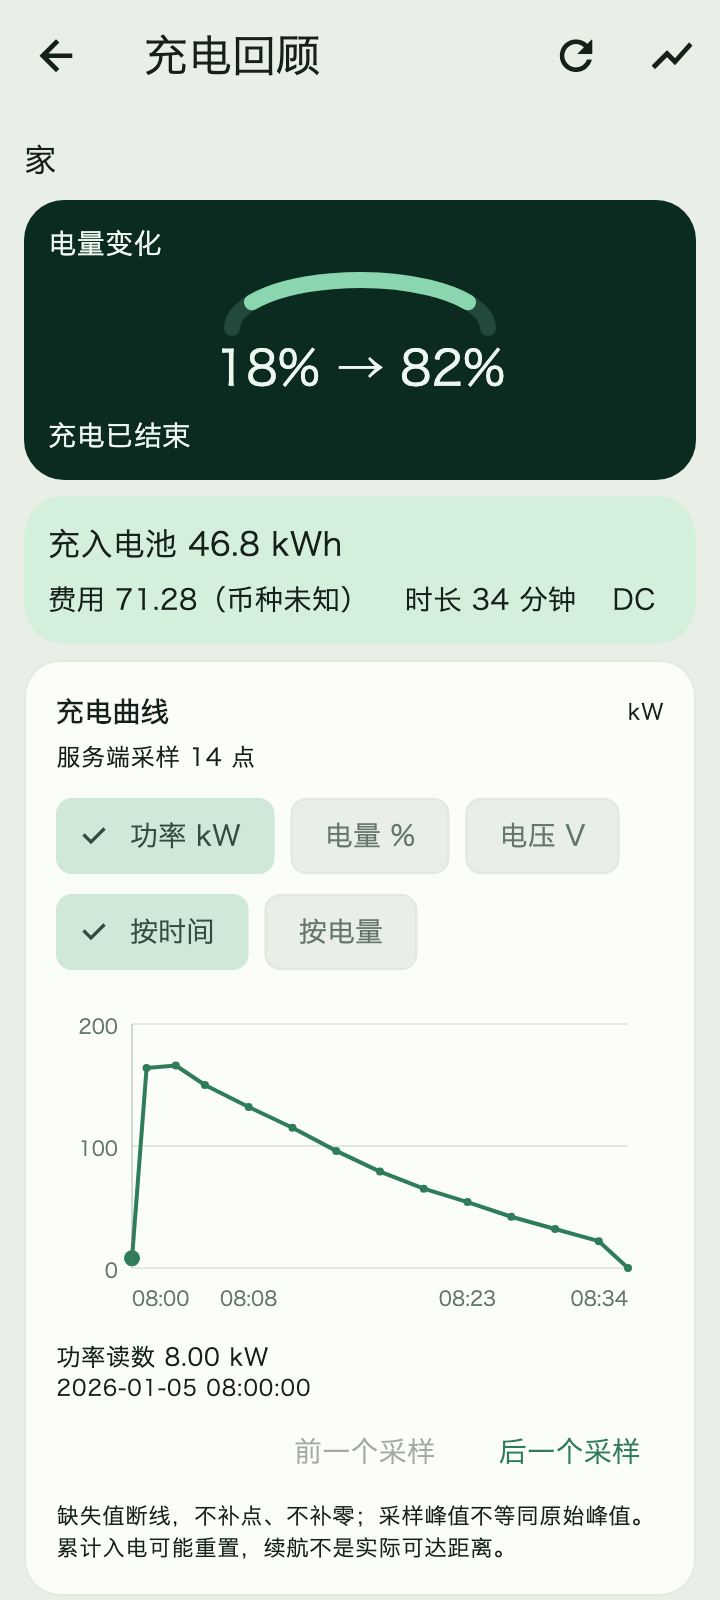 充电回顾
家
电量变化
18% → 82%
充电已结束
充入电池 46.8 kWh
费用 71.28（币种未知） 时长 34 分钟 DC
充电曲线 kW
服务端采样 14 点
功率 kW 电量 % 电压 V
按时间 按电量
200
100
0
08:00 08:08 08:23 08:34
功率读数 8.00 kW
2026-01-05 08:00:00
前一个采样 后一个采样
缺失值断线，不补点、不补零；采样峰值不等同原始峰值。
累计入电可能重置，续航不是实际可达距离。